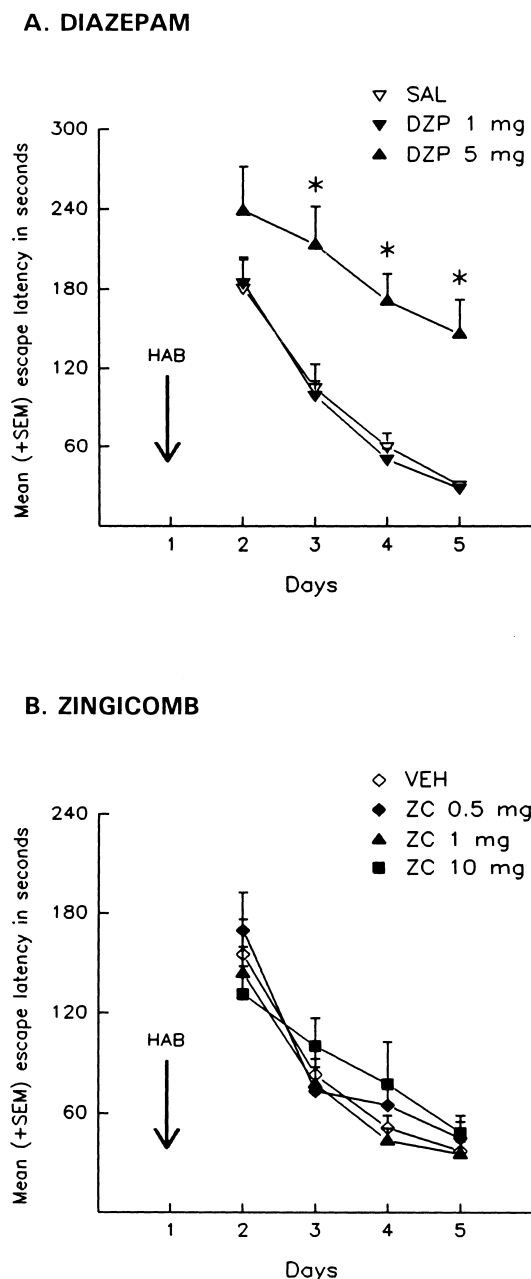 A. DIAZEPAM
SAL
DZP 1 mg
DZP 5 mg
300
240
180
120
60
Mean (+SEM) escape latency in seconds
*
*
*
HAB
1 2 3 4 5
Days
B. ZINGICOMB
VEH
ZC 0.5 mg
ZC 1 mg
ZC 10 mg
240
180
120
60
Mean (+SEM) escape latency in seconds
HAB
1 2 3 4 5
Days